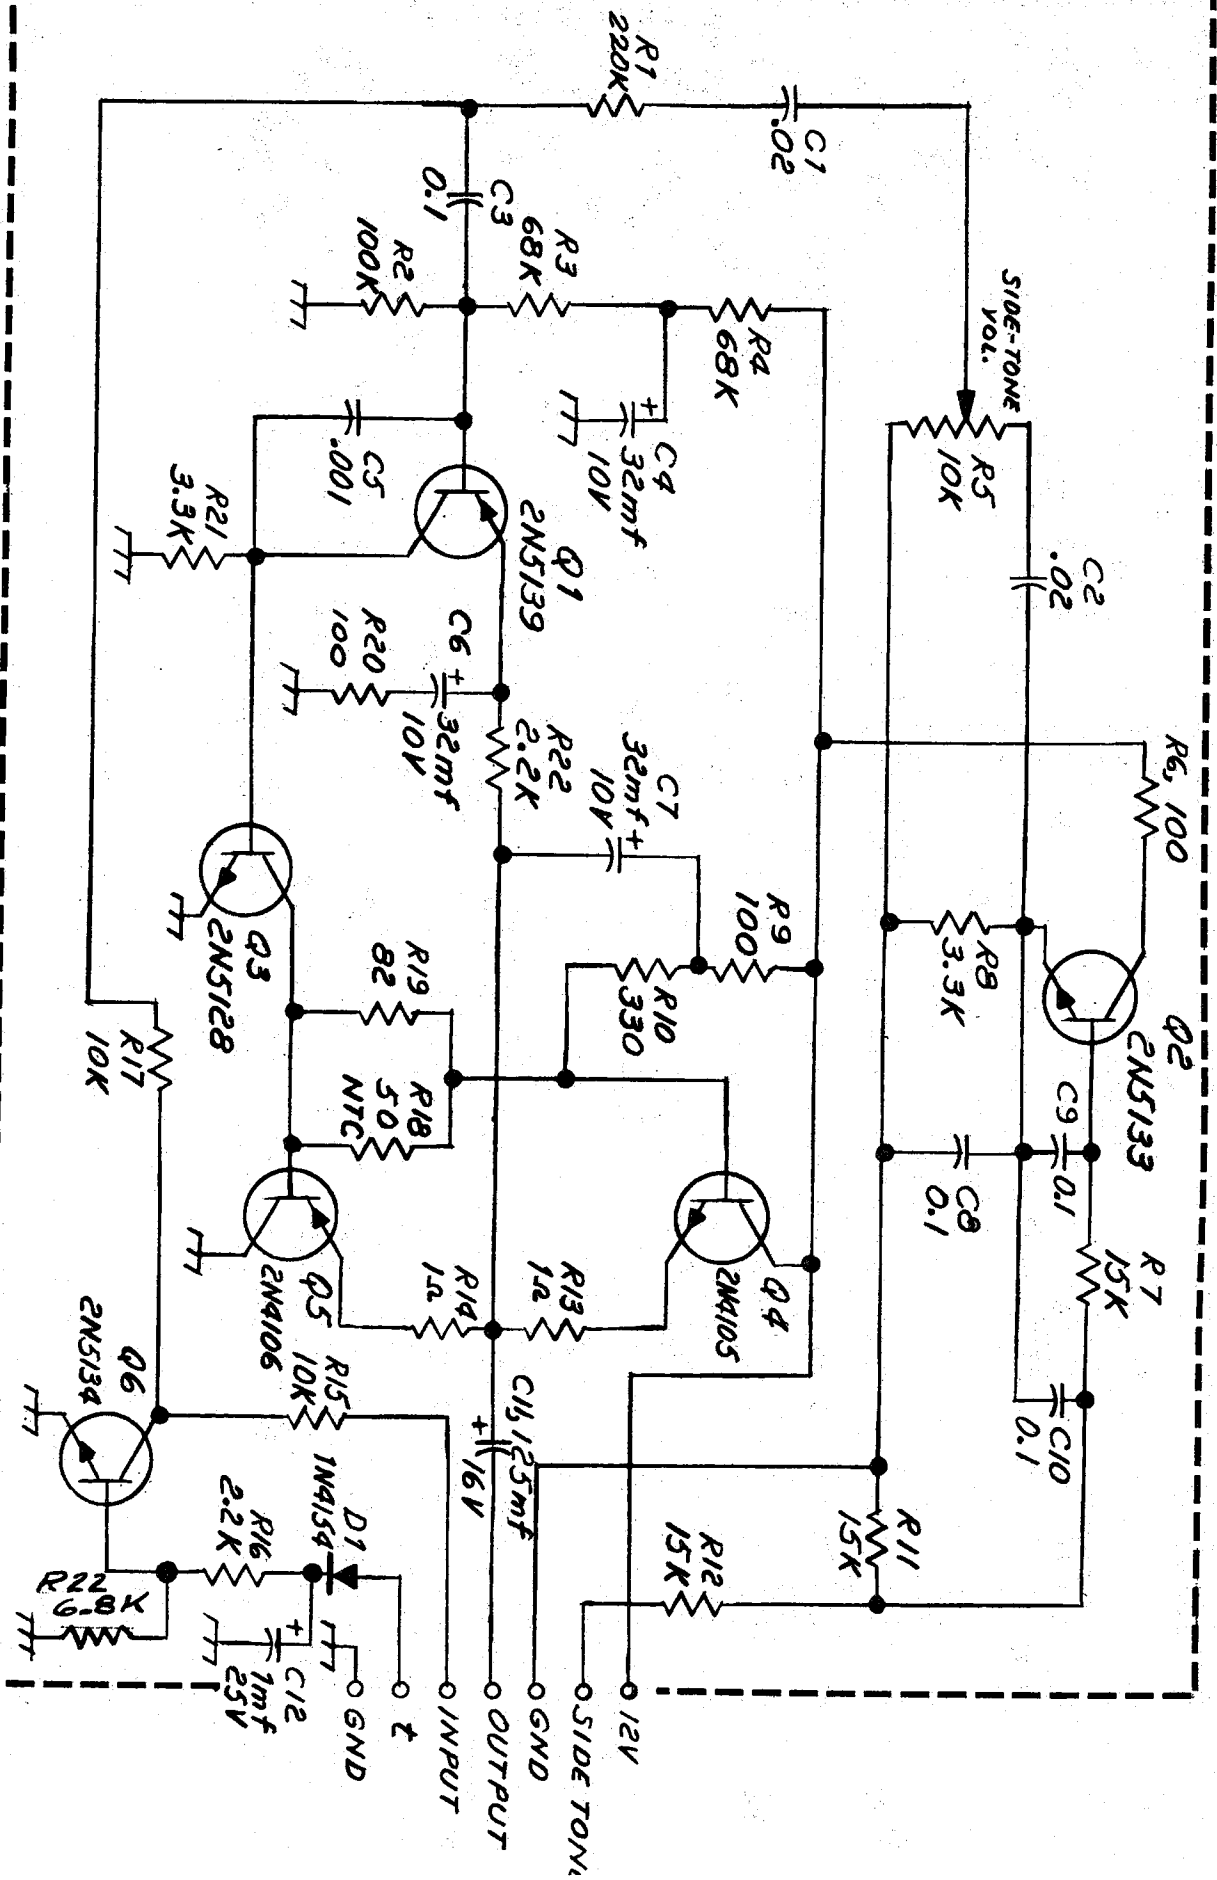 R6, 100
Q2
2N5133
R7
15K
C9
0.1
C2
.02
SIDE-TONE
VOL.
R5
10K
R8
3.3K
C8
0.1
C10
0.1
R11
15K
C1
.02
R1
220K
R4
68K
R9
100
Q4
2N4105
R12
15K
C4
32mf
10V
C7
32mf
10V
R10
330
R3
68K
R13
1Ω
C3
0.1
Q1
2N5139
R22
2.2K
C6
32mf
10V
R14
1Ω
C11, 125mf
16V
R2
100K
C5
.001
R20
100
R19
82
R18
50
NTC
Q5
2N4106
R15
10K
D1
1N4154
R21
3.3K
Q3
2N5128
R17
10K
Q6
2N5134
R16
2.2K
C12
1mf
25V
R22
6.8K
12V
SIDE TONE
GND
OUTPUT
INPUT
t
GND